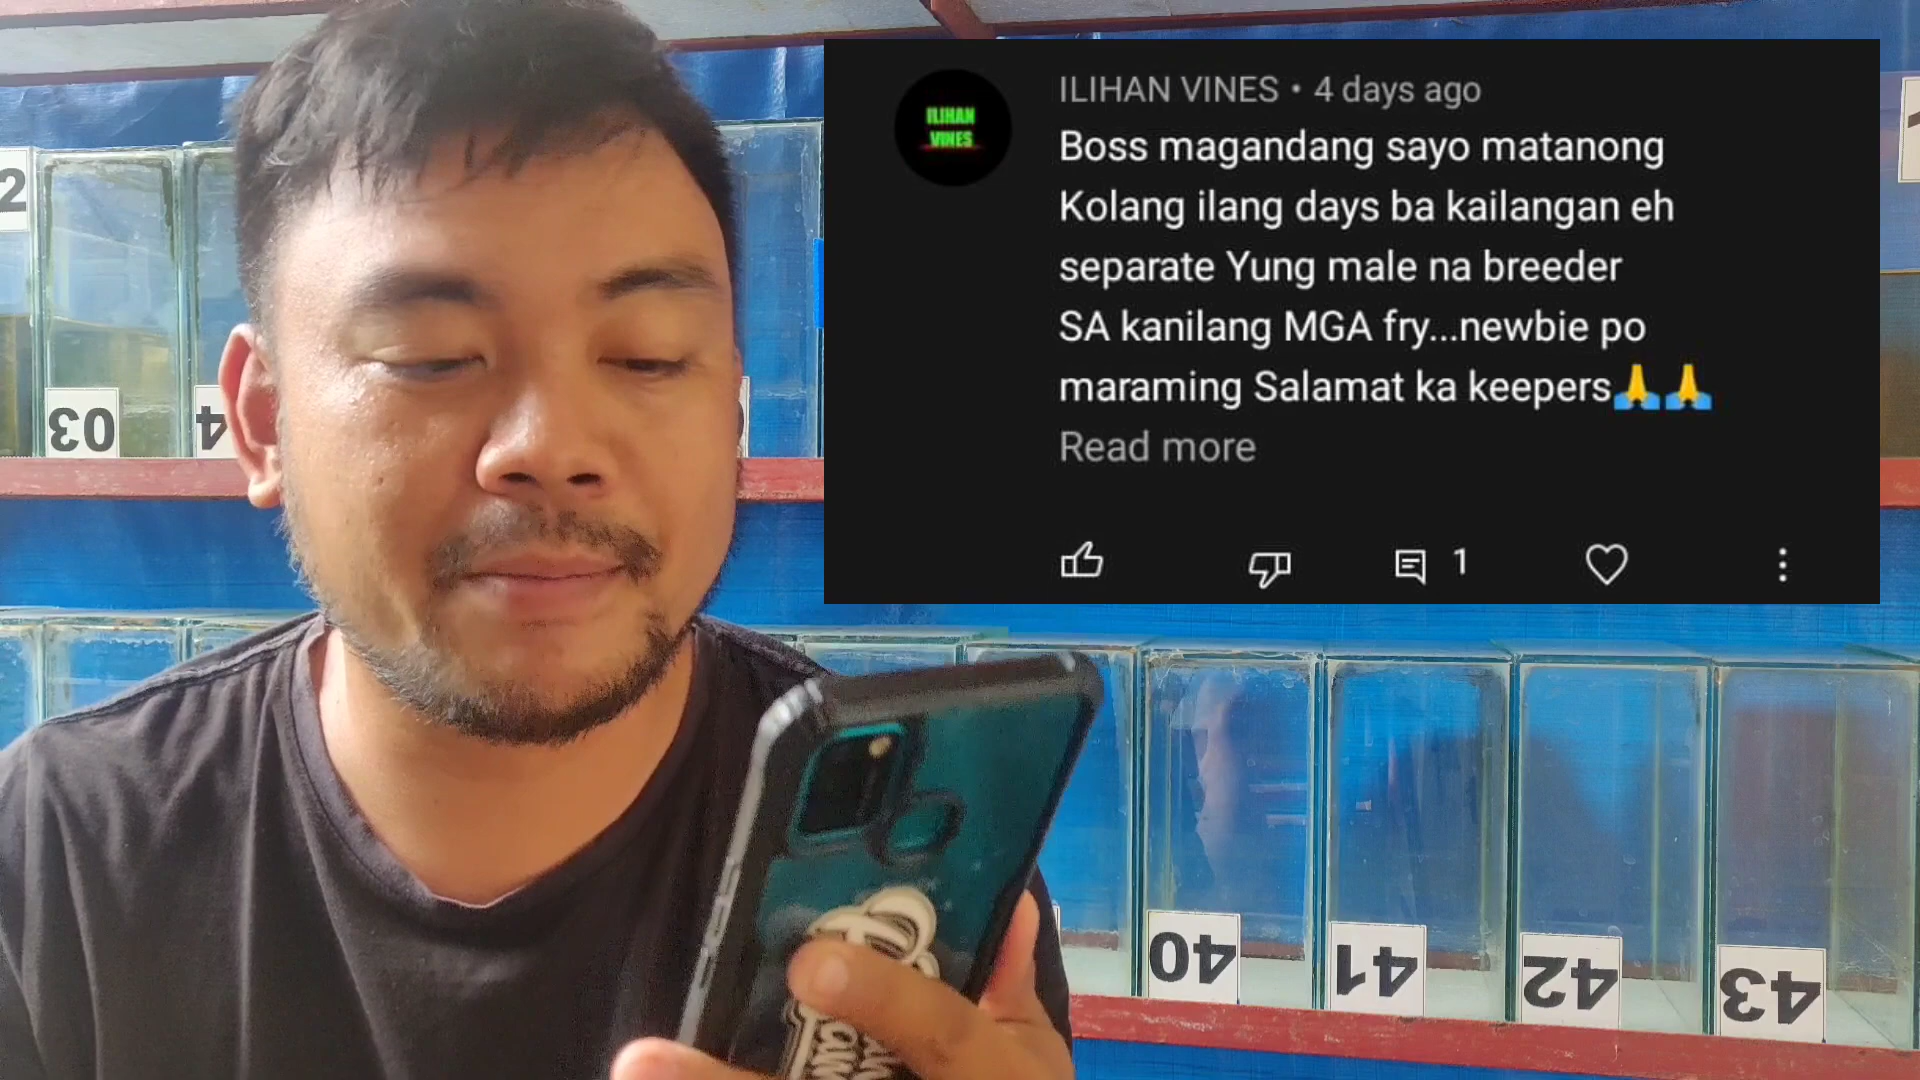 ILIHAN VINES • 4 days ago
ILIHAN
VINES
Boss magandang sayo matanong
Kolang ilang days ba kailangan eh
separate Yung male na breeder
SA kanilang MGA fry...newbie po
maraming Salamat ka keepers🙏🙏
Read more
1
2
03
4
40
41
42
43